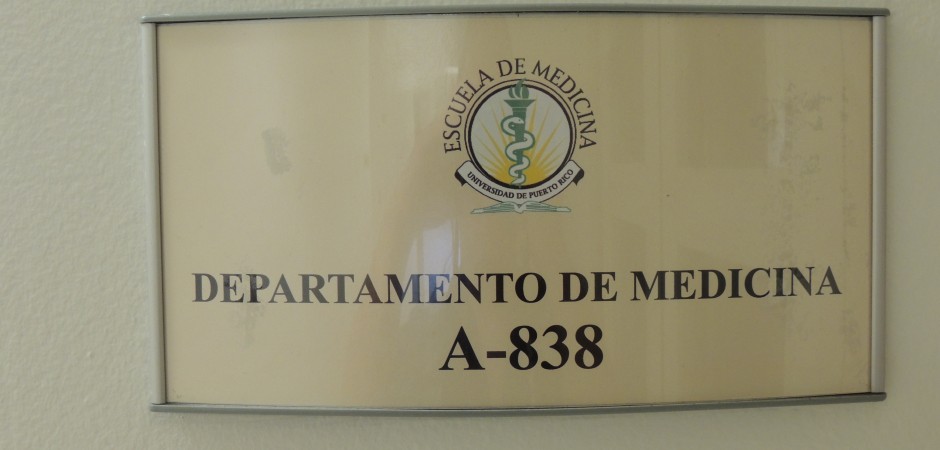 ESCUELA DE MEDICINA
UNIVERSIDAD DE PUERTO RICO
DEPARTAMENTO DE MEDICINA
A-838